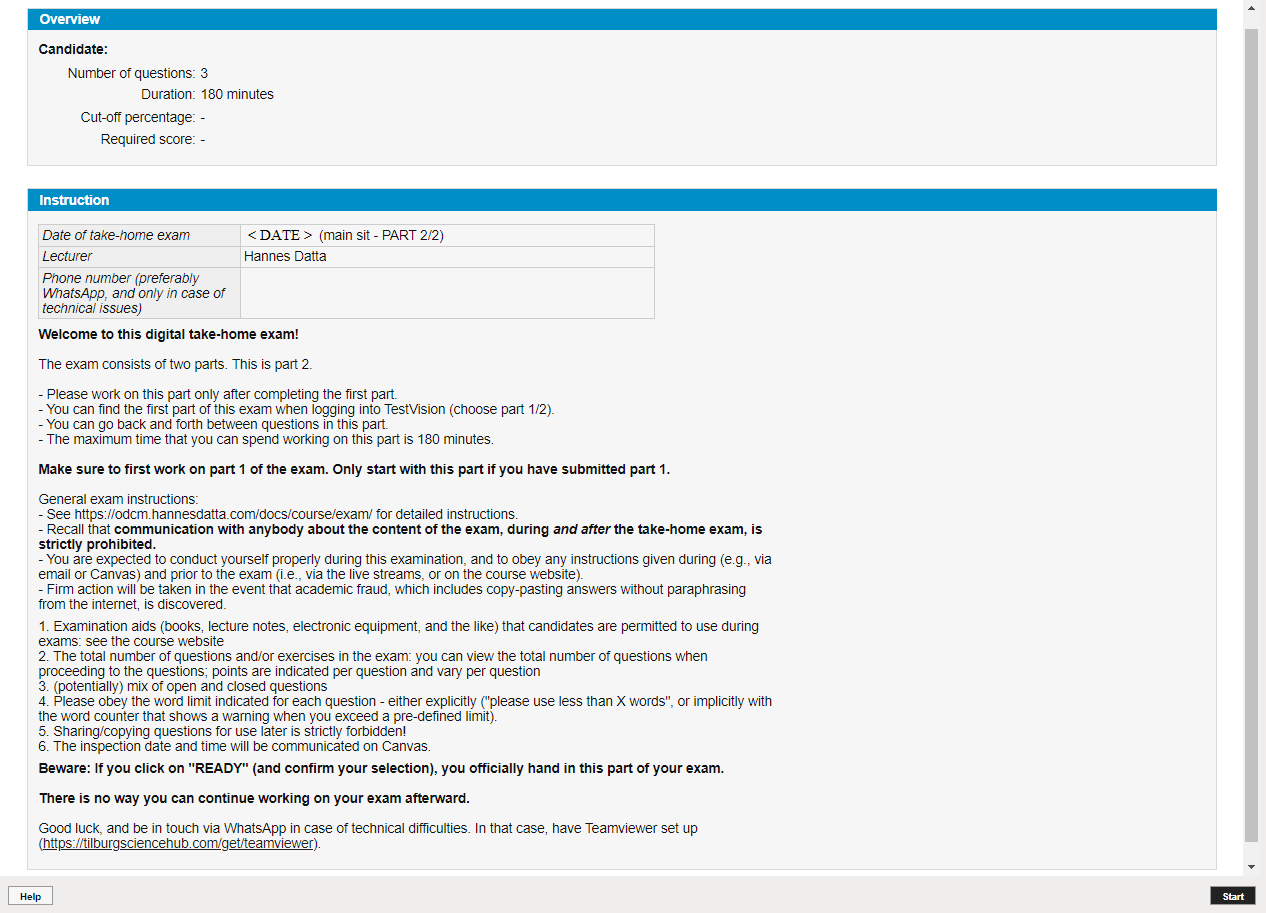 Overview
Candidate:
Number of questions: 3
Duration: 180 minutes
Cut-off percentage: -
Required score: -
Instruction
Date of take-home exam < DATE > (main sit - PART 2/2)
Lecturer Hannes Datta
Phone number (preferably
WhatsApp, and only in case of
technical issues)
Welcome to this digital take-home exam!
The exam consists of two parts. This is part 2.
- Please work on this part only after completing the first part.
- You can find the first part of this exam when logging into TestVision (choose part 1/2).
- You can go back and forth between questions in this part.
- The maximum time that you can spend working on this part is 180 minutes.
Make sure to first work on part 1 of the exam. Only start with this part if you have submitted part 1.
General exam instructions:
- See https://odcm.hannesdatta.com/docs/course/exam/ for detailed instructions.
- Recall that communication with anybody about the content of the exam, during and after the take-home exam, is
strictly prohibited.
- You are expected to conduct yourself properly during this examination, and to obey any instructions given during (e.g., via
email or Canvas) and prior to the exam (i.e., via the live streams, or on the course website).
- Firm action will be taken in the event that academic fraud, which includes copy-pasting answers without paraphrasing
from the internet, is discovered.
1. Examination aids (books, lecture notes, electronic equipment, and the like) that candidates are permitted to use during
exams: see the course website
2. The total number of questions and/or exercises in the exam: you can view the total number of questions when
proceeding to the questions; points are indicated per question and vary per question
3. (potentially) mix of open and closed questions
4. Please obey the word limit indicated for each question - either explicitly ("please use less than X words", or implicitly with
the word counter that shows a warning when you exceed a pre-defined limit).
5. Sharing/copying questions for use later is strictly forbidden!
6. The inspection date and time will be communicated on Canvas.
Beware: If you click on "READY" (and confirm your selection), you officially hand in this part of your exam.
There is no way you can continue working on your exam afterward.
Good luck, and be in touch via WhatsApp in case of technical difficulties. In that case, have Teamviewer set up
(https://tilburgsciencehub.com/get/teamviewer).
Help Start